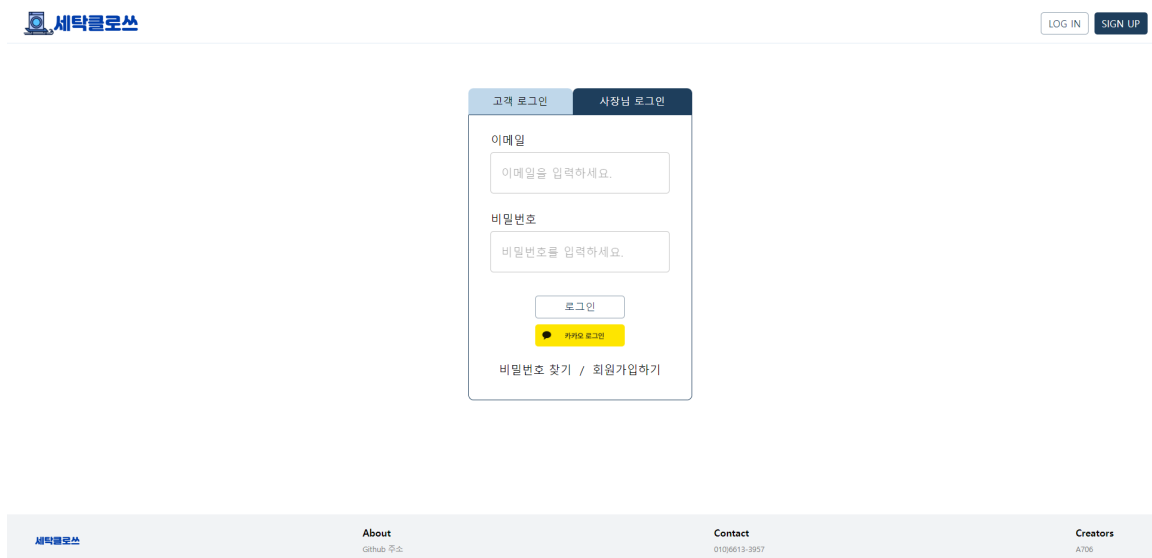 세탁클로쓰
LOG IN SIGN UP
고객 로그인 사장님 로그인
이메일
이메일을 입력하세요.
비밀번호
비밀번호를 입력하세요.
로그인
카카오 로그인
비밀번호 찾기 / 회원가입하기
세탁클로쓰
About
Github 주소
Contact
010)6613-3957
Creators
A706